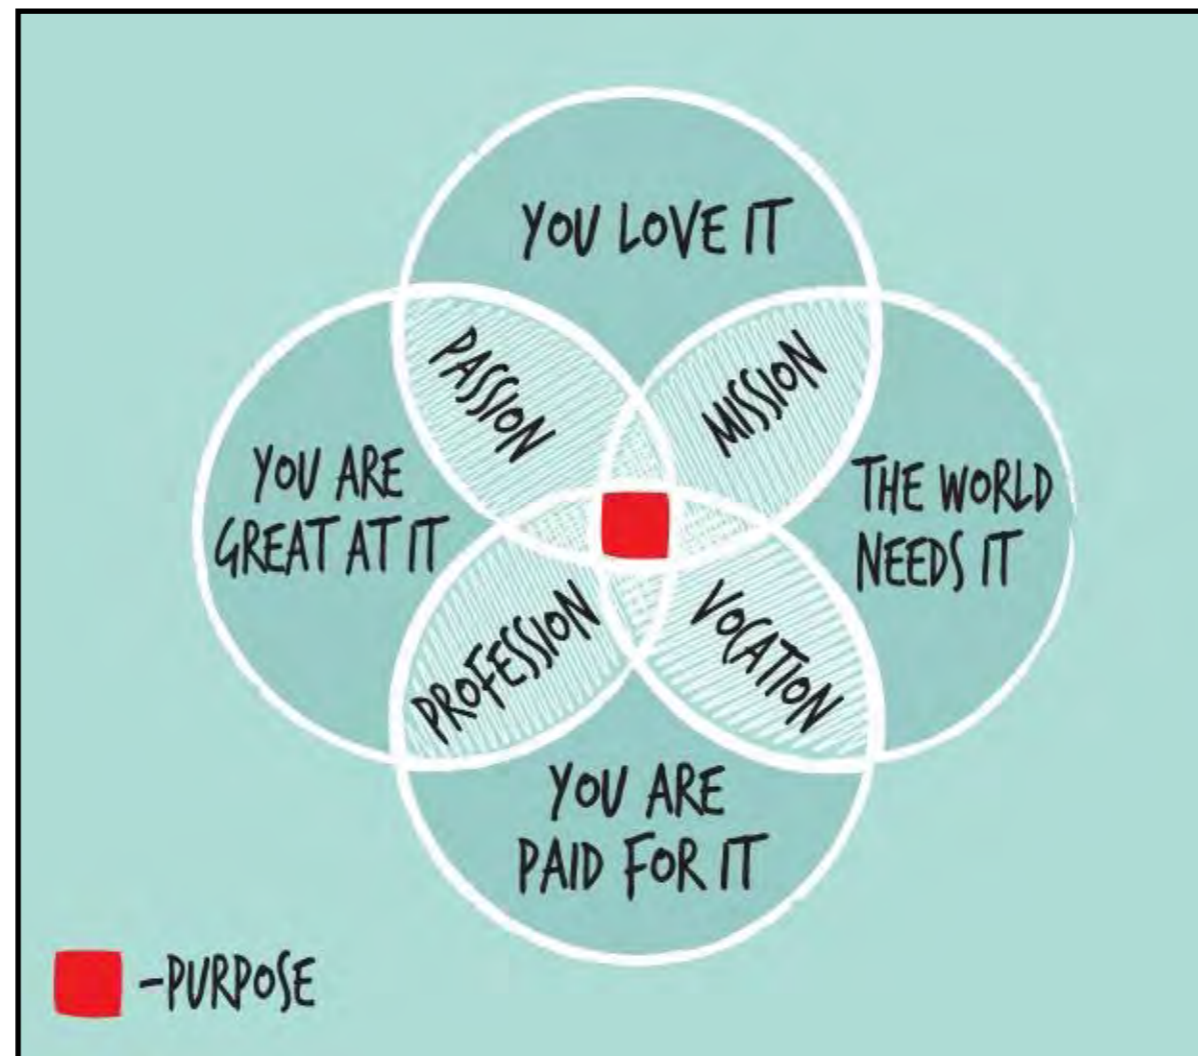 YOU LOVE IT
PASSION
MISSION
YOU ARE
GREAT AT IT
THE WORLD
NEEDS IT
PROFESSION
VOCATION
YOU ARE
PAID FOR IT
-PURPOSE